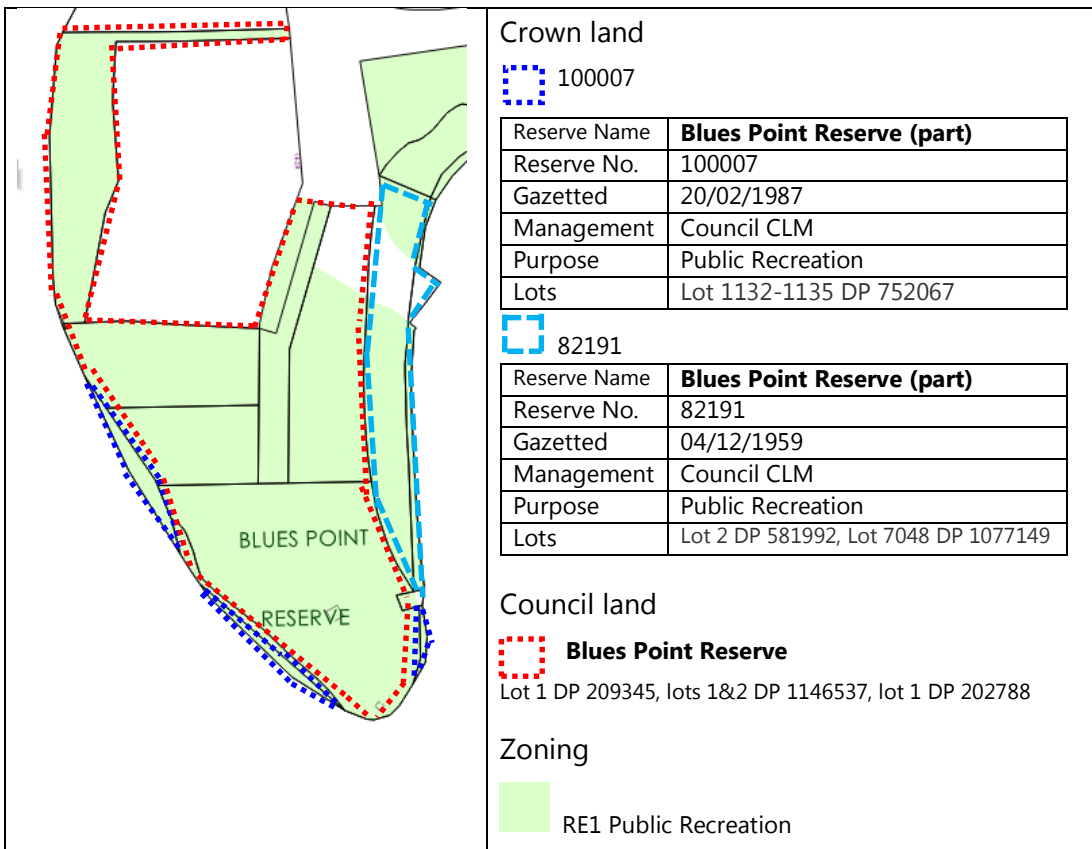 BLUES POINT
RESERVE
Crown land
100007
Reserve Name Blues Point Reserve (part)
Reserve No. 100007
Gazetted 20/02/1987
Management Council CLM
Purpose Public Recreation
Lots Lot 1132-1135 DP 752067
82191
Reserve Name Blues Point Reserve (part)
Reserve No. 82191
Gazetted 04/12/1959
Management Council CLM
Purpose Public Recreation
Lots Lot 2 DP 581992, Lot 7048 DP 1077149
Council land
Blues Point Reserve
Lot 1 DP 209345, lots 1&2 DP 1146537, lot 1 DP 202788
Zoning
RE1 Public Recreation